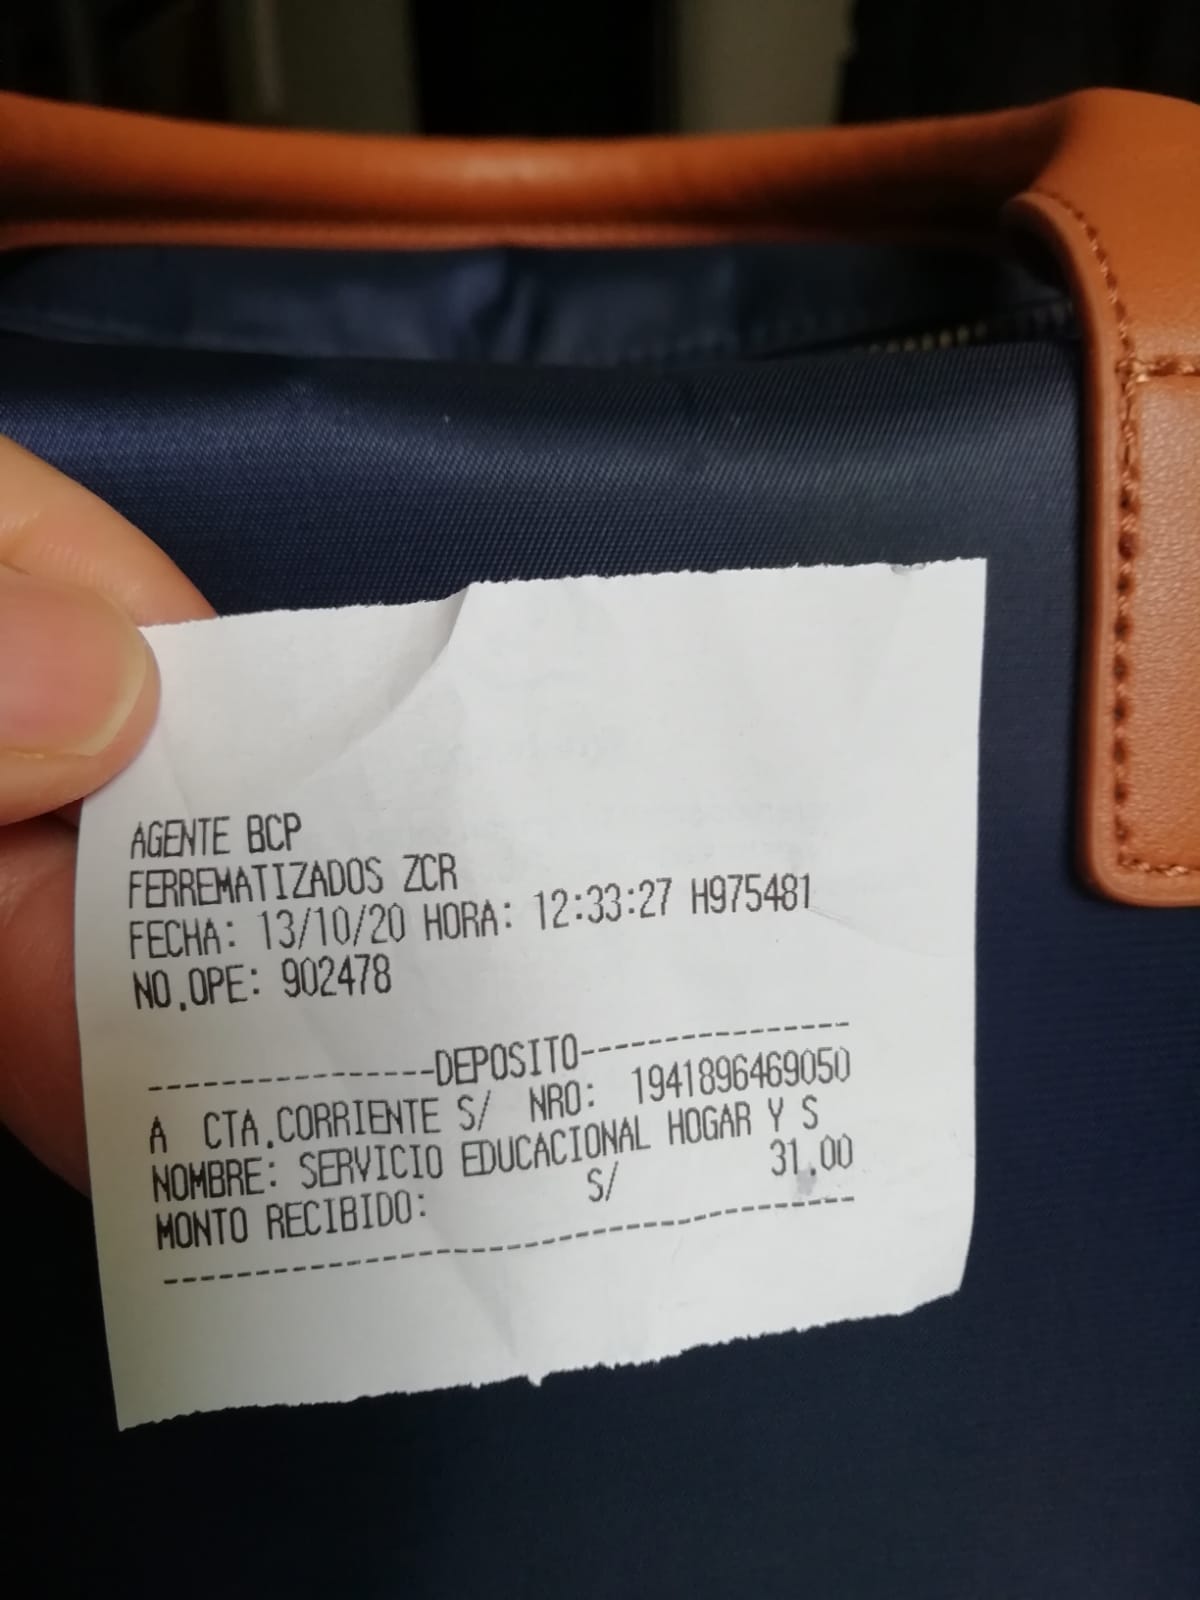 AGENTE BCP
FERREMATIZADOS ZCR
FECHA: 13/10/20 HORA: 12:33:27 H975481
NO.OPE: 902478
----------------DEPOSITO----------------
A CTA.CORRIENTE S/ NRO: 1941896469050
NOMBRE: SERVICIO EDUCACIONAL HOGAR Y S
MONTO RECIBIDO: S/ 31.00
----------------------------------------